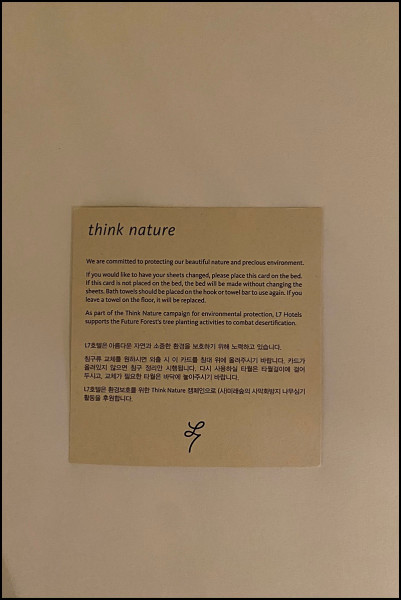 think nature
We are committed to protecting our beautiful nature and precious environment.
If you would like to have your sheets changed, please place this card on the bed.
If this card is not placed on the bed, the bed will be made without changing the
sheets. Bath towels should be placed on the hook or towel bar to use again. If you
leave a towel on the floor, it will be replaced.
As part of the Think Nature campaign for environmental protection, L7 Hotels
supports the Future Forest's tree planting activities to combat desertification.
L7호텔은 아름다운 자연과 소중한 환경을 보호하기 위해 노력하고 있습니다.
침구류 교체를 원하시면 외출 시 이 카드를 침대 위에 올려주시기 바랍니다. 카드가
올려있지 않으면 침구 정리만 시행됩니다. 다시 사용하실 타월은 타월걸이에 걸어
두시고, 교체가 필요한 타월은 바닥에 놓아주시기 바랍니다.
L7호텔은 환경보호를 위한 Think Nature 캠페인으로 (사)미래숲의 사막화방지 나무심기
활동을 후원합니다.
L7